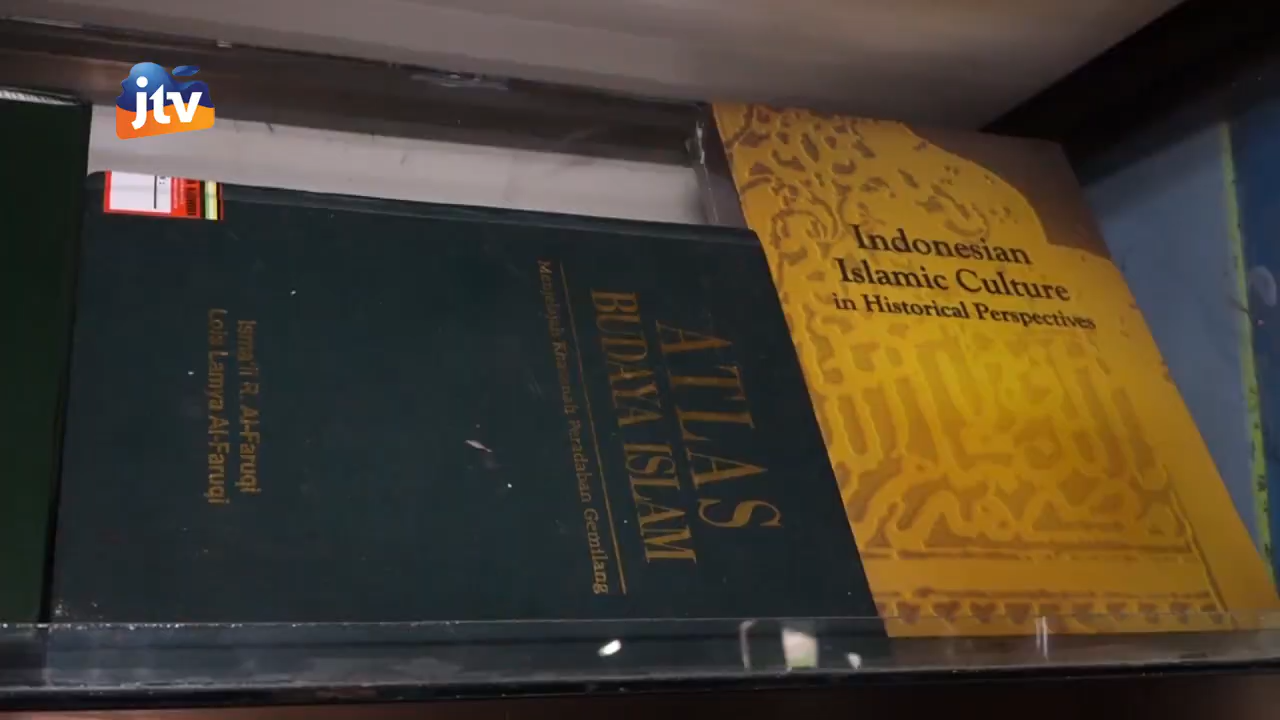 jtv
Indonesian
Islamic Culture
in Historical Perspectives
ATLAS
BUDAYA ISLAM
Menjelajah Khazanah Peradaban Gemilang
Isma'il R. Al-Faruqi
Lois Lamya Al-Faruqi